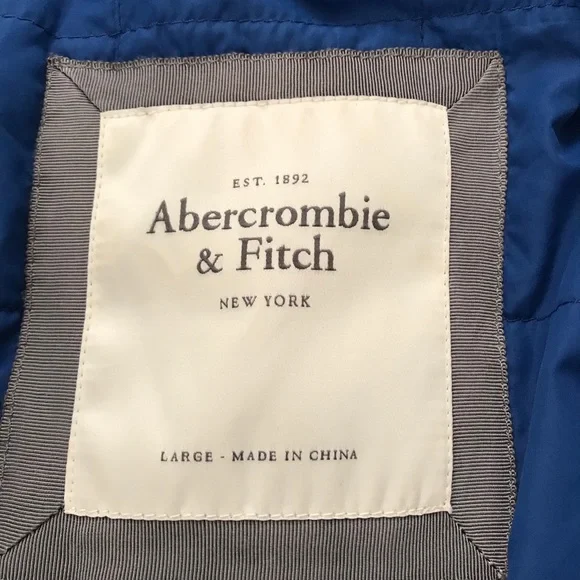 EST. 1892
Abercrombie
& Fitch
NEW YORK
LARGE - MADE IN CHINA